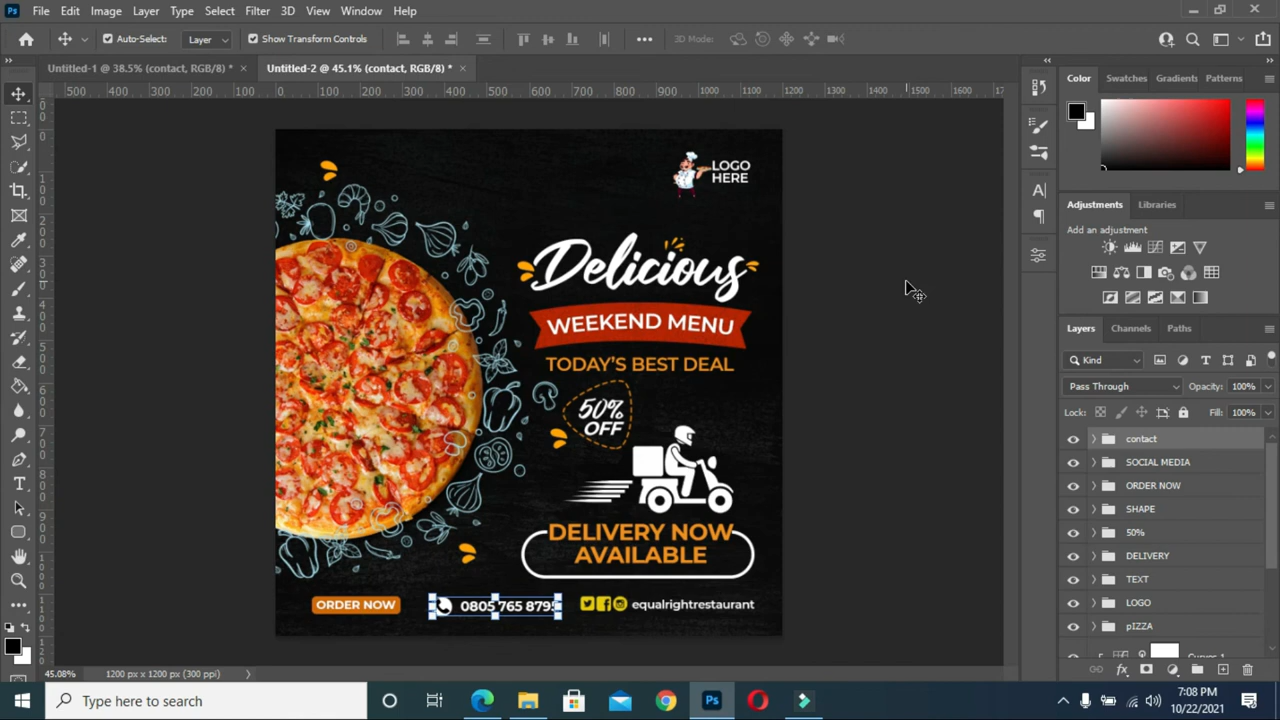 Ps File Edit Image Layer Type Select Filter 3D View Window Help
Auto-Select: Layer Show Transform Controls 3D Mode:
Untitled-1 @ 38.5% (contact, RGB/8) * × Untitled-2 @ 45.1% (contact, RGB/8) * ×
500 400 300 200 100 0 100 200 300 400 500 600 700 800 900 1000 1100 1200 1300 1400 1500 1600
Color Swatches Gradients Patterns
LOGO
HERE
Adjustments Libraries
Add an adjustment
Delicious
WEEKEND MENU
TODAY'S BEST DEAL
50%
OFF
DELIVERY NOW
AVAILABLE
ORDER NOW
0805 765 8795
equalrightrestaurant
Layers Channels Paths
Kind
Pass Through Opacity: 100%
Lock: Fill: 100%
contact
SOCIAL MEDIA
ORDER NOW
SHAPE
50%
DELIVERY
TEXT
LOGO
pIZZA
Curves 1
45.08% 1200 px x 1200 px (300 ppi)
Type here to search
Ps
7:08 PM
10/22/2021